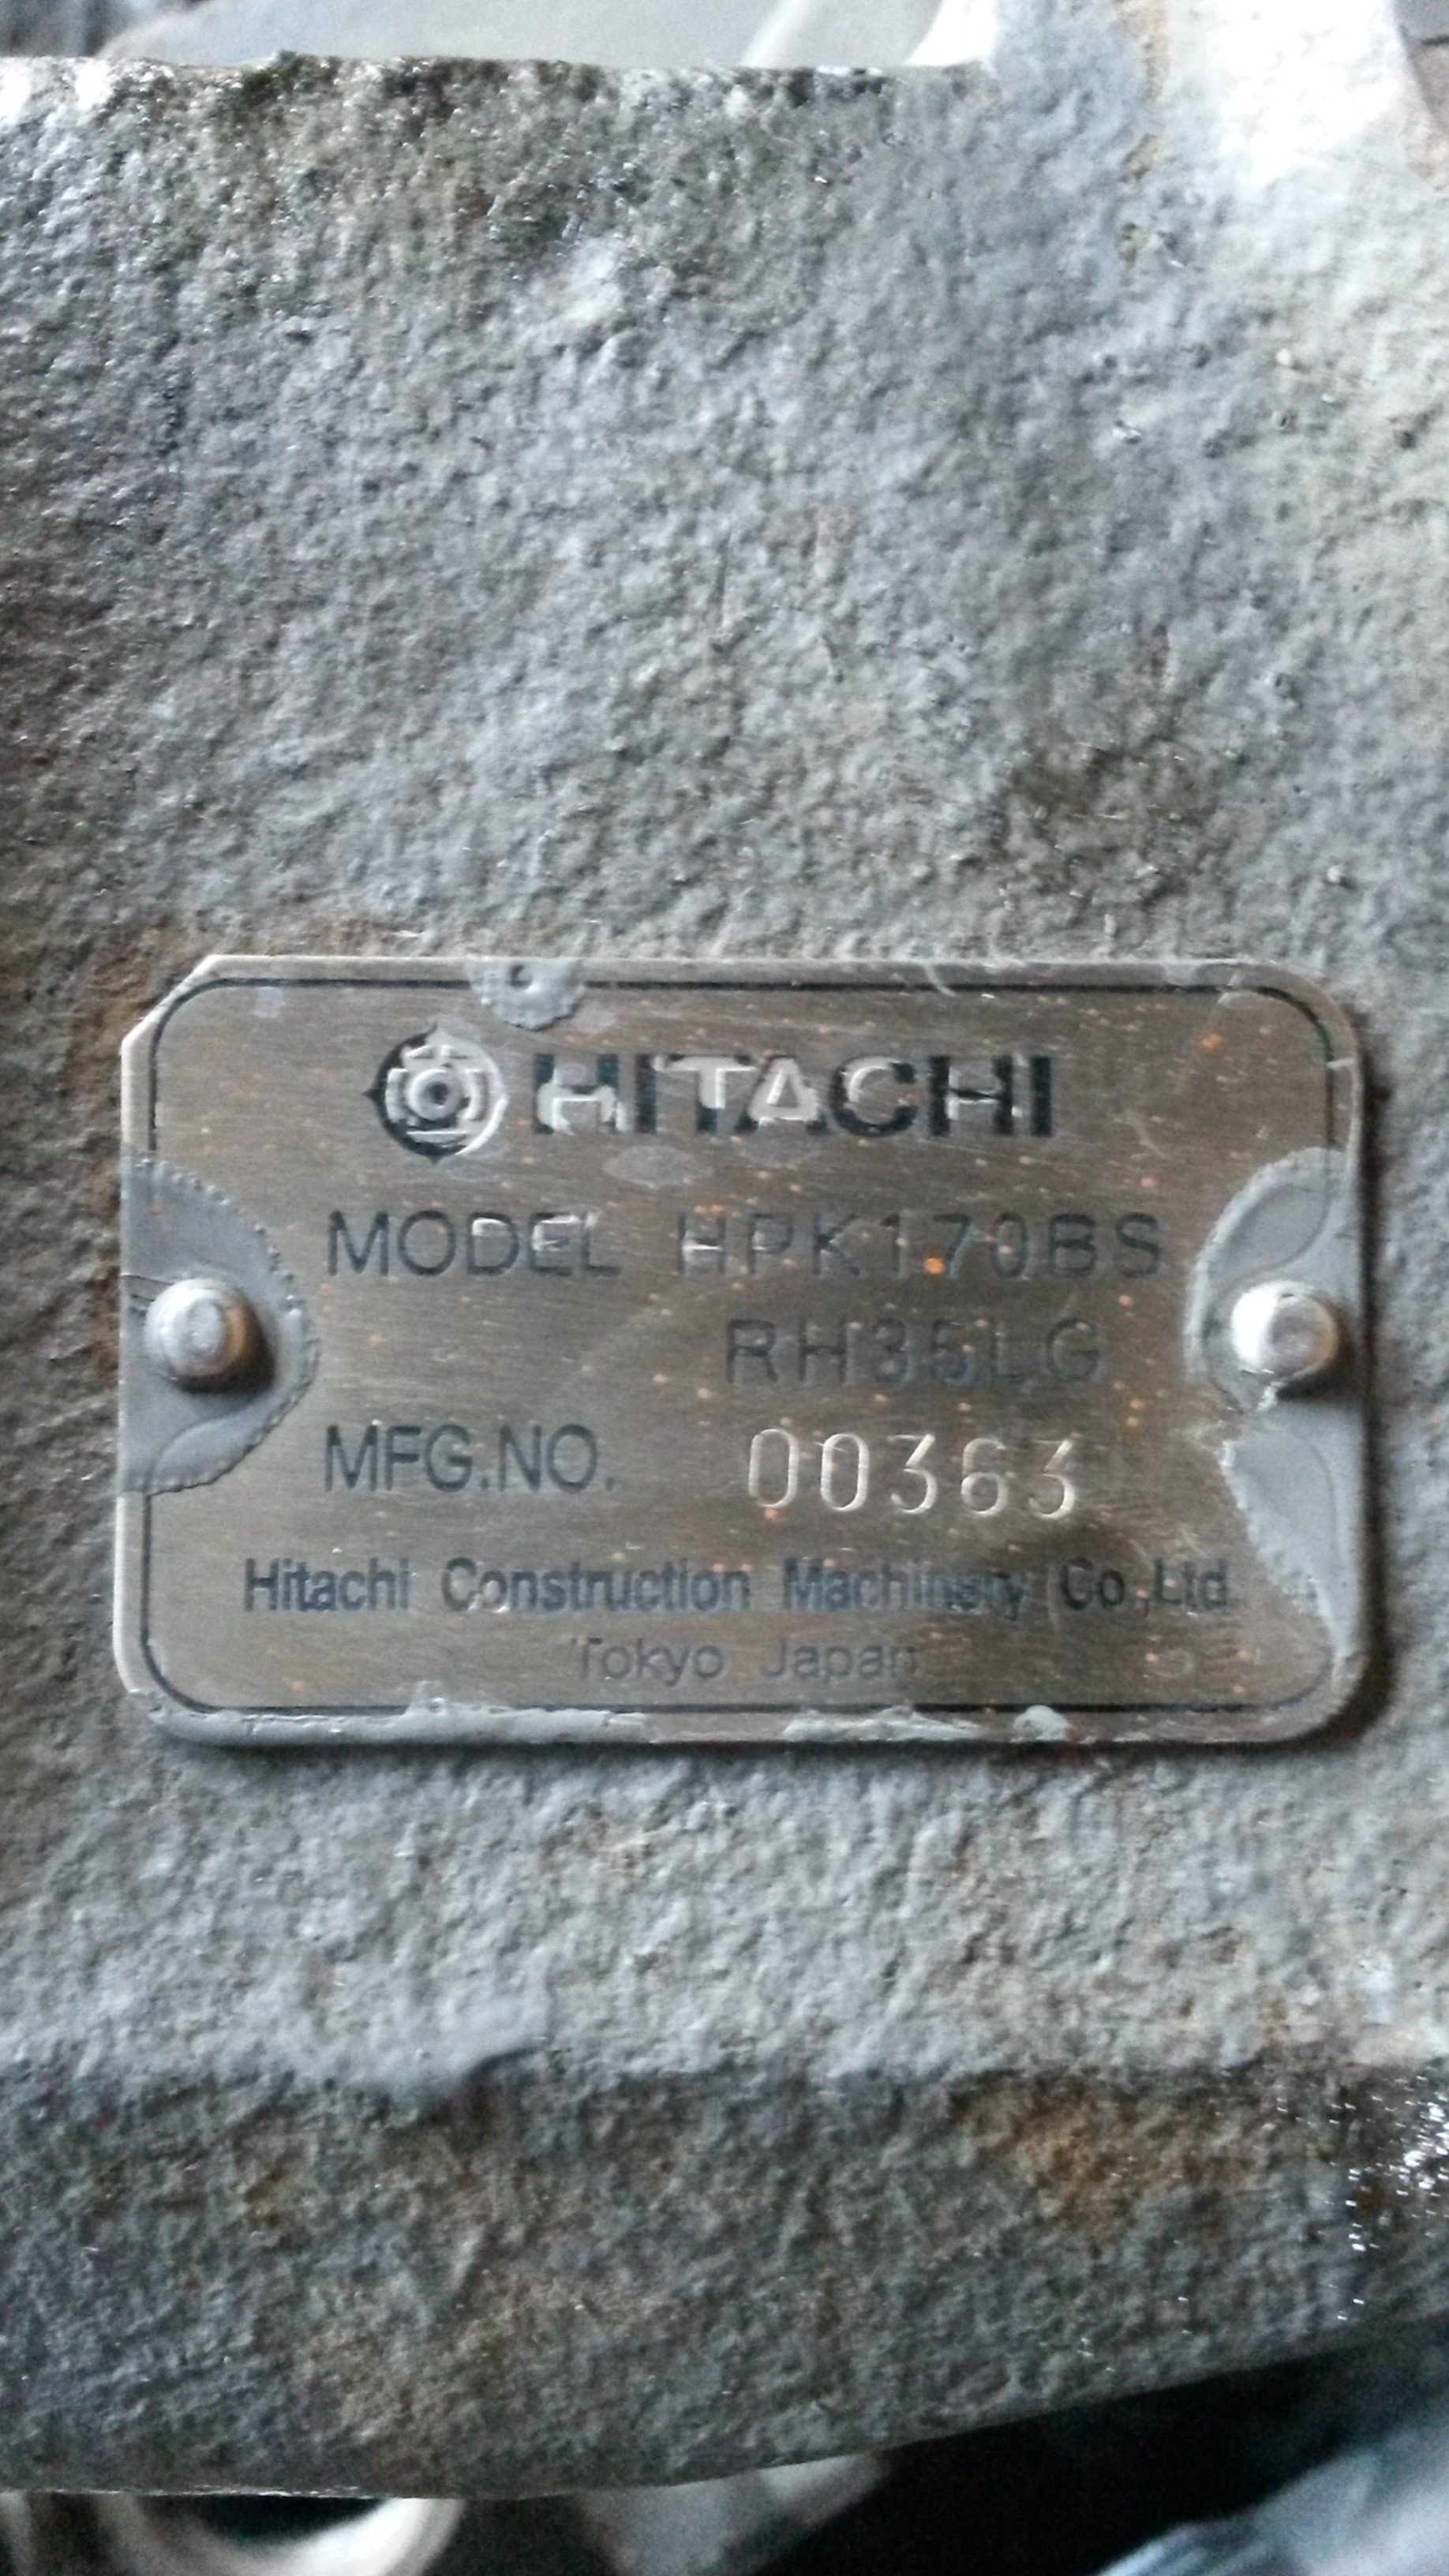 HITACHI
MODEL HPK170BS
RH35LG
MFG.NO. 00363
Hitachi Construction Machinery Co.,Ltd.
Tokyo Japan